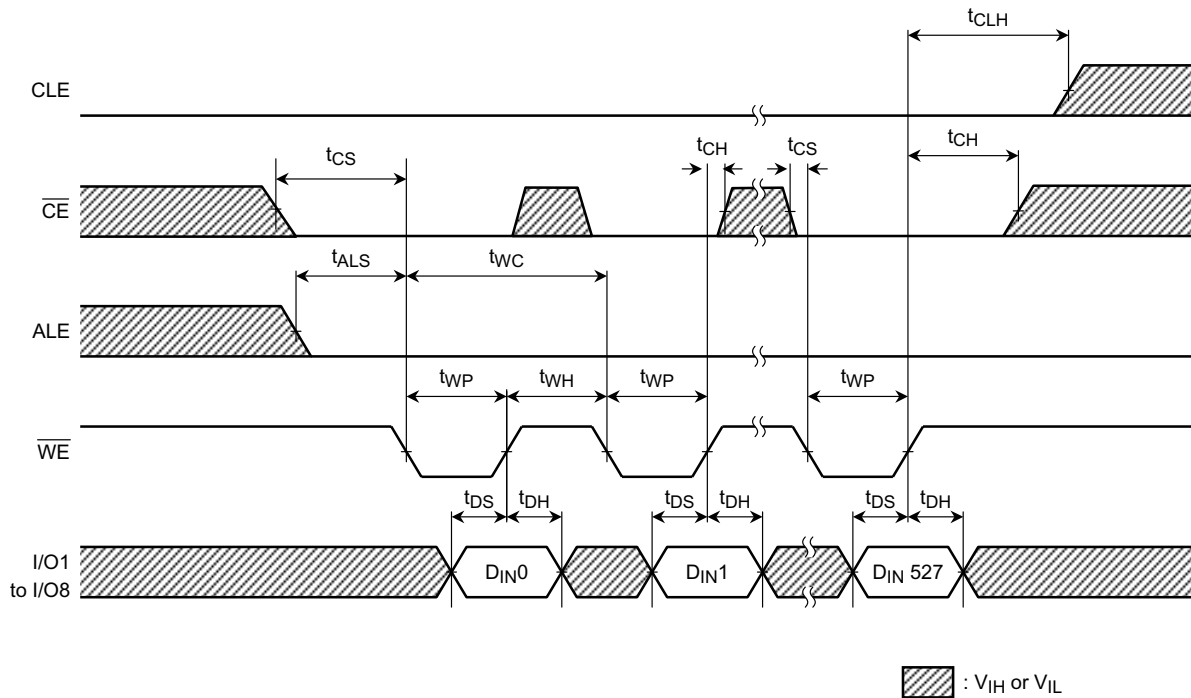 tCLH
CLE
tCS
tCH
tCS
tCH
CE
tALS
tWC
ALE
tWP
tWH
tWP
tWP
WE
tDS
tDH
tDS
tDH
tDS
tDH
I/O1
to I/O8
DIN0
DIN1
DIN 527
: VIH or VIL